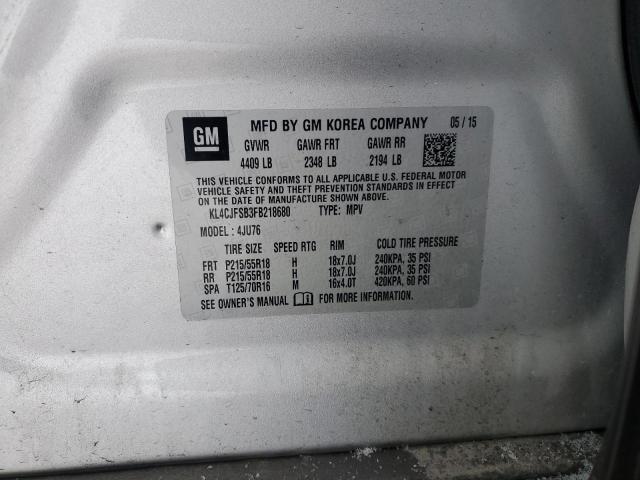 GM MFD BY GM KOREA COMPANY 05 / 15
GVWR GAWR FRT GAWR RR
4409 LB 2348 LB 2194 LB
THIS VEHICLE CONFORMS TO ALL APPLICABLE U.S. FEDERAL MOTOR
VEHICLE SAFETY AND THEFT PREVENTION STANDARDS IN EFFECT ON
THE DATE OF MANUFACTURE SHOWN ABOVE.
KL4CJFSB3FB218680 TYPE: MPV
MODEL : 4JU76
TIRE SIZE SPEED RTG RIM COLD TIRE PRESSURE
FRT P215/55R18 H 18x7.0J 240KPA, 35 PSI
RR P215/55R18 H 18x7.0J 240KPA, 35 PSI
SPA T125/70R16 M 16x4.0T 420KPA, 60 PSI
SEE OWNER'S MANUAL FOR MORE INFORMATION.